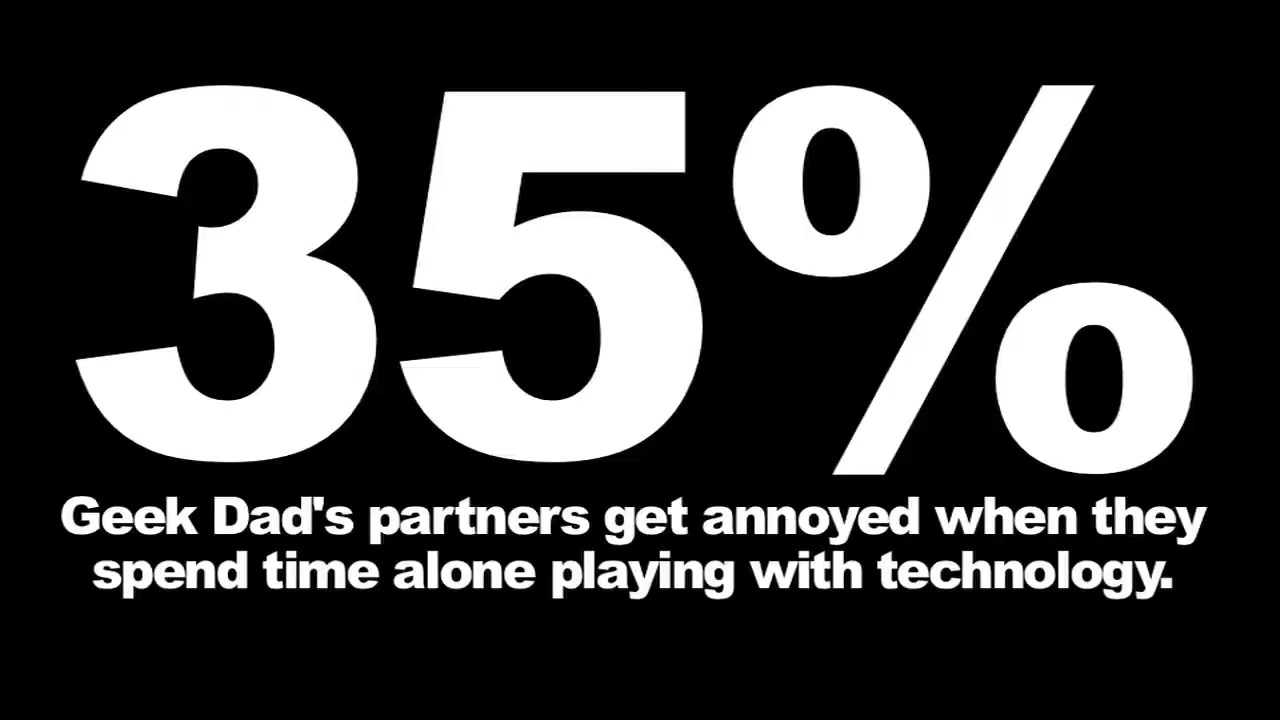 35%
Geek Dad's partners get annoyed when they
spend time alone playing with technology.